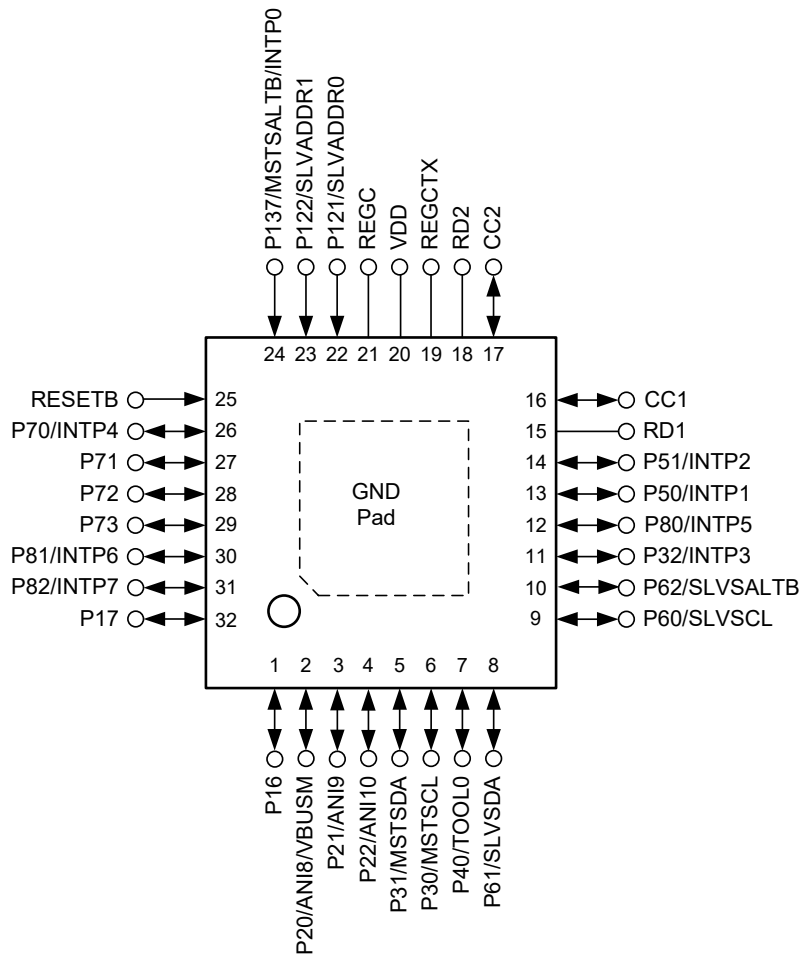 P137/MSTSALTB/INTP0
P122/SLVADDR1
P121/SLVADDR0
REGC
VDD
REGCTX
RD2
CC2
24
23
22
21
20
19
18
17
RESETB
25
P70/INTP4
26
P71
27
P72
28
P73
29
P81/INTP6
30
P82/INTP7
31
P17
32
GND
Pad
16
CC1
15
RD1
14
P51/INTP2
13
P50/INTP1
12
P80/INTP5
11
P32/INTP3
10
P62/SLVSALTB
9
P60/SLVSCL
1
2
3
4
5
6
7
8
P16
P20/ANI8/VBUSM
P21/ANI9
P22/ANI10
P31/MSTSDA
P30/MSTSCL
P40/TOOL0
P61/SLVSDA